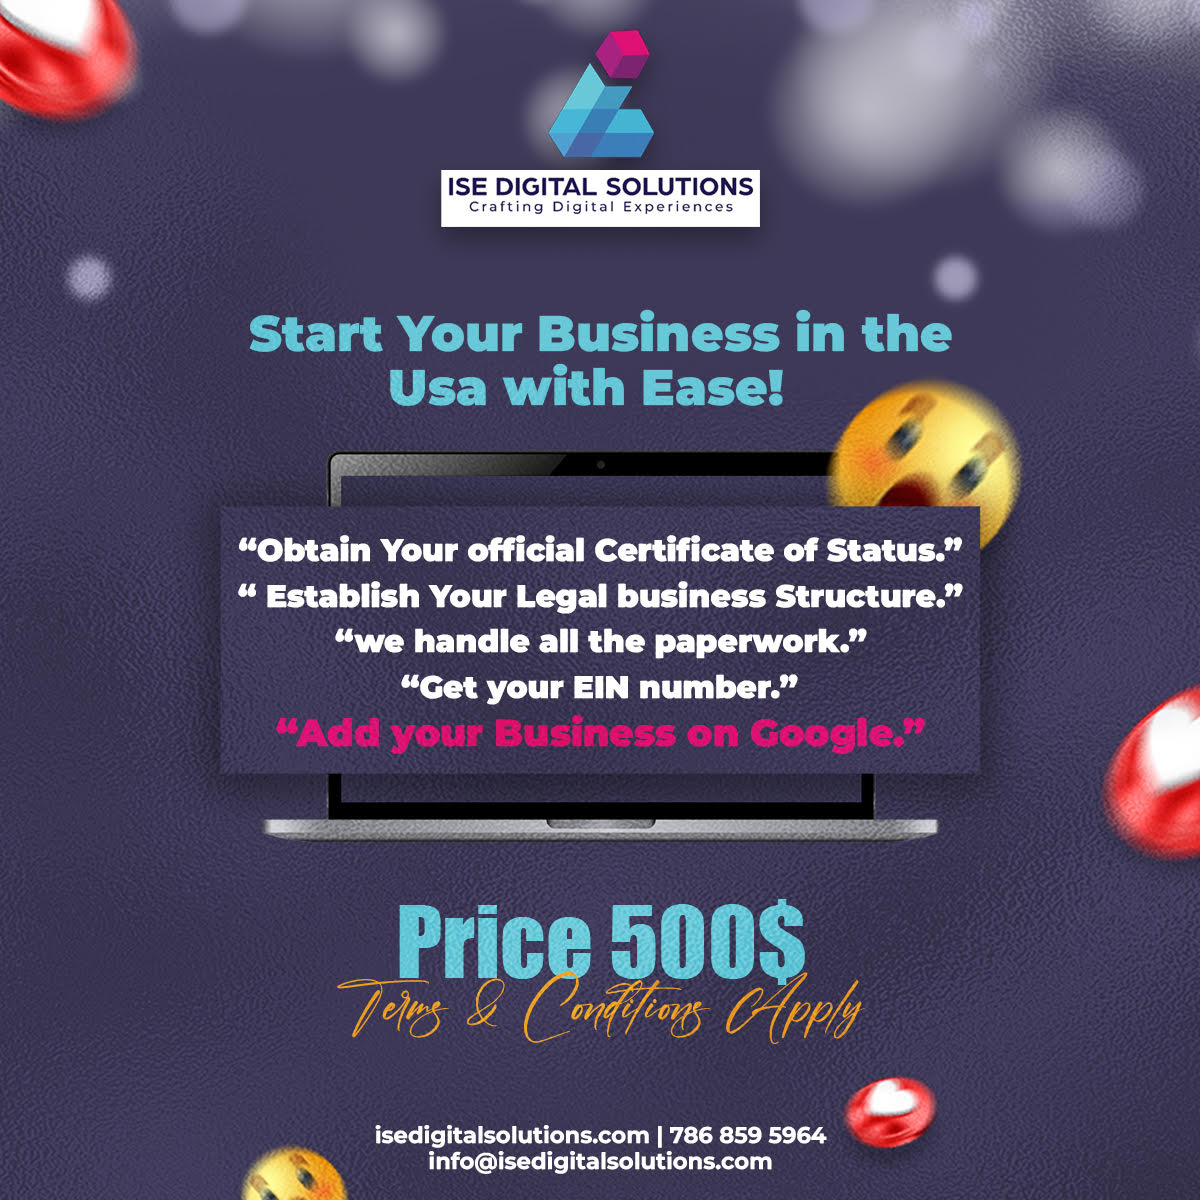 ISE DIGITAL SOLUTIONS
Crafting Digital Experiences
Start Your Business in the
Usa with Ease!
“Obtain Your official Certificate of Status.”
“ Establish Your Legal business Structure.”
“we handle all the paperwork.”
“Get your EIN number.”
“Add your Business on Google.”
Price 500$
Terms & Conditions Apply
isedigitalsolutions.com | 786 859 5964
info@isedigitalsolutions.com